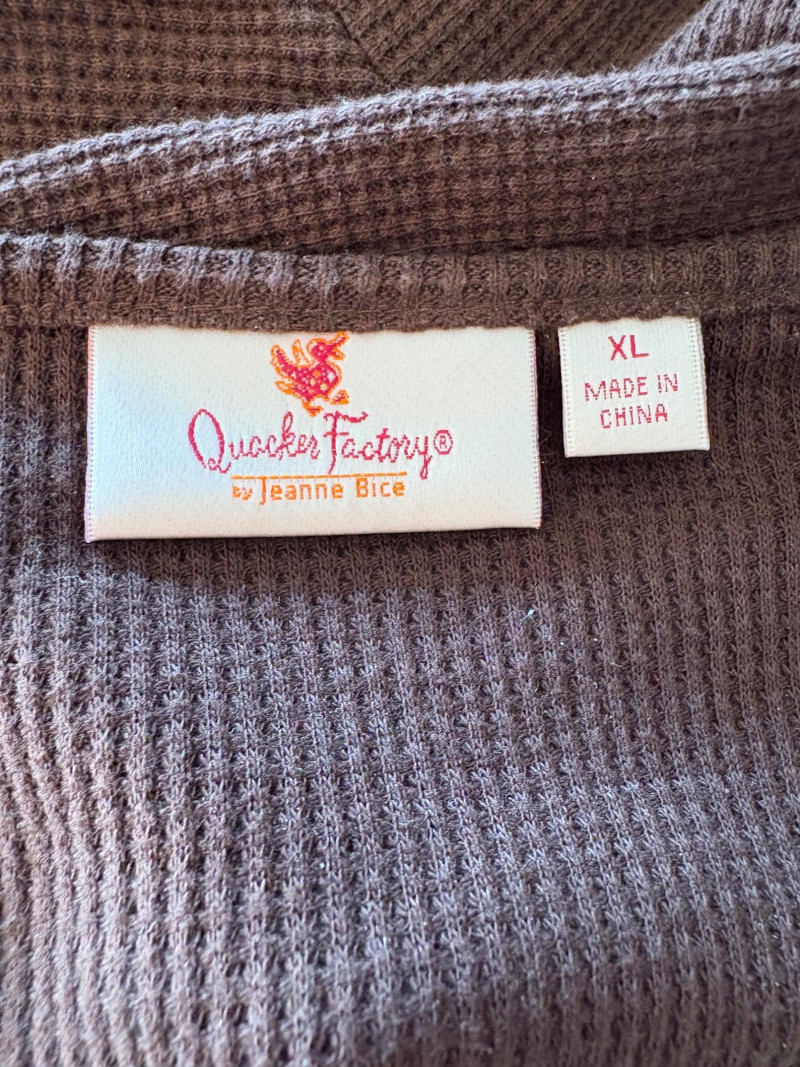 Quacker Factory®
by Jeanne Bice
XL
MADE IN
CHINA